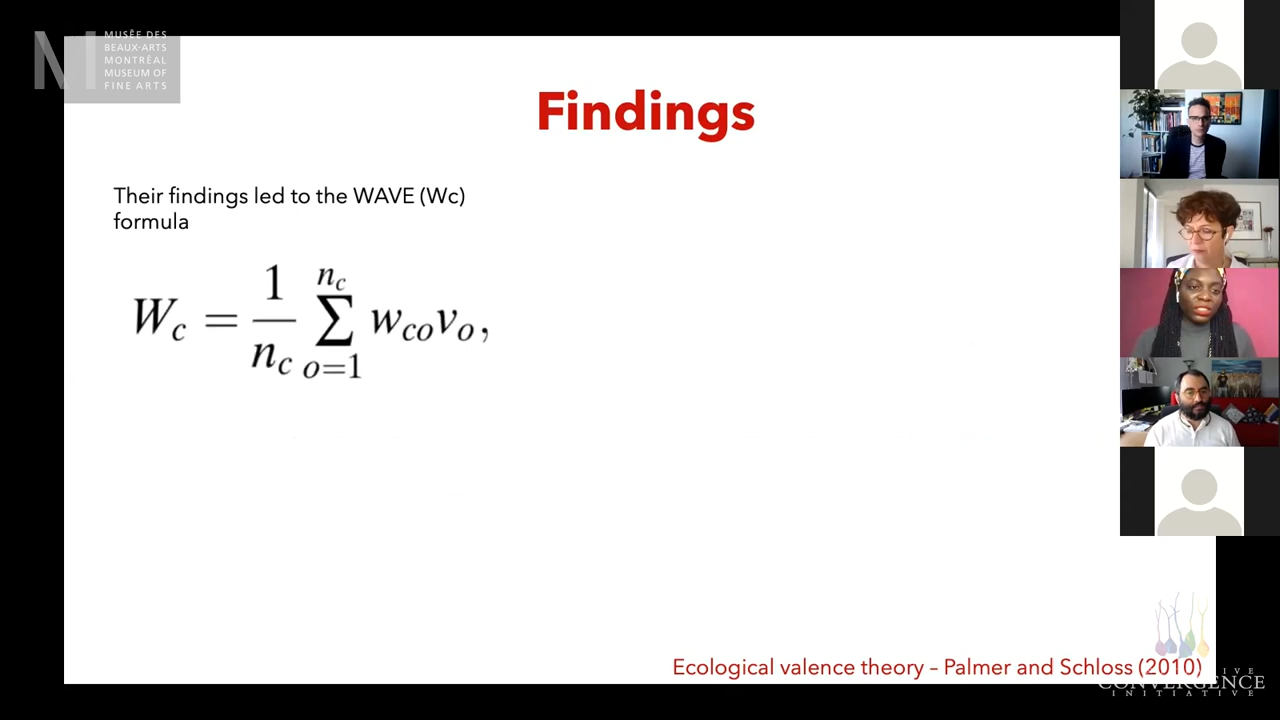 MUSÉE DES
BEAUX-ARTS
MONTRÉAL
MUSEUM OF
FINE ARTS
Findings
Their findings led to the WAVE (Wc)
formula
W_c = \frac{1}{n_c} \sum_{o=1}^{n_c} w_{co} v_o,
Ecological valence theory – Palmer and Schloss (2010)
CONVERGENCE
INITIATIVE